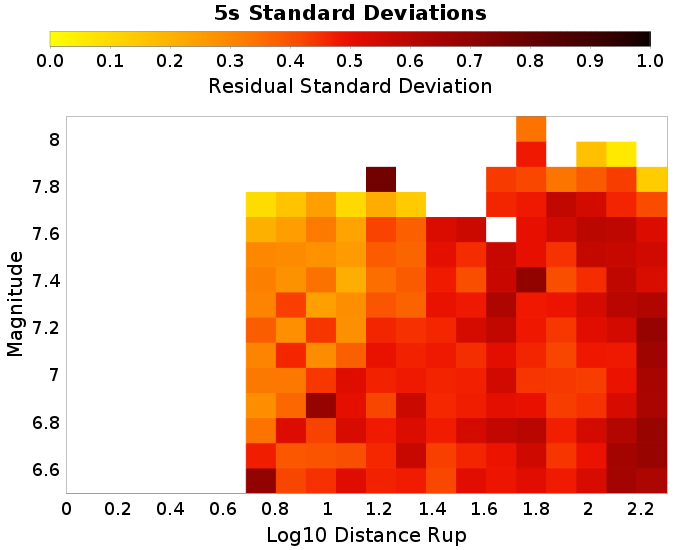 5s Standard Deviations
0.0 0.1 0.2 0.3 0.4 0.5 0.6 0.7 0.8 0.9 1.0
Residual Standard Deviation
Magnitude
8
7.8
7.6
7.4
7.2
7
6.8
6.6
0 0.2 0.4 0.6 0.8 1 1.2 1.4 1.6 1.8 2 2.2
Log10 Distance Rup